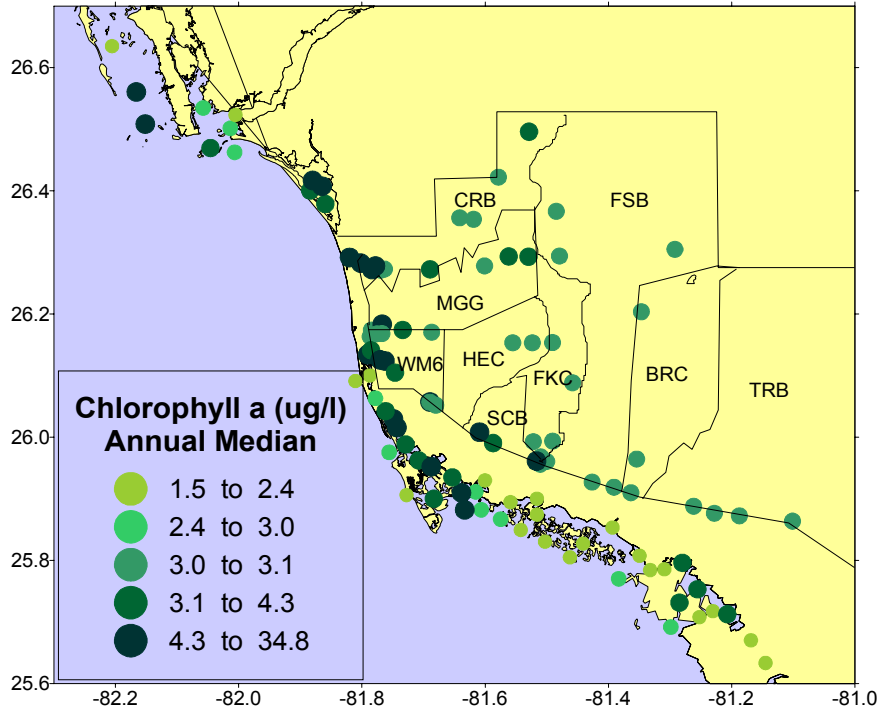 26.6
26.4
26.2
26.0
25.8
25.6
CRB
FSB
MGG
WM6
HEC
FKC
BRC
TRB
SCB
Chlorophyll a (ug/l)
Annual Median
1.5 to 2.4
2.4 to 3.0
3.0 to 3.1
3.1 to 4.3
4.3 to 34.8
-82.2 -82.0 -81.8 -81.6 -81.4 -81.2 -81.0